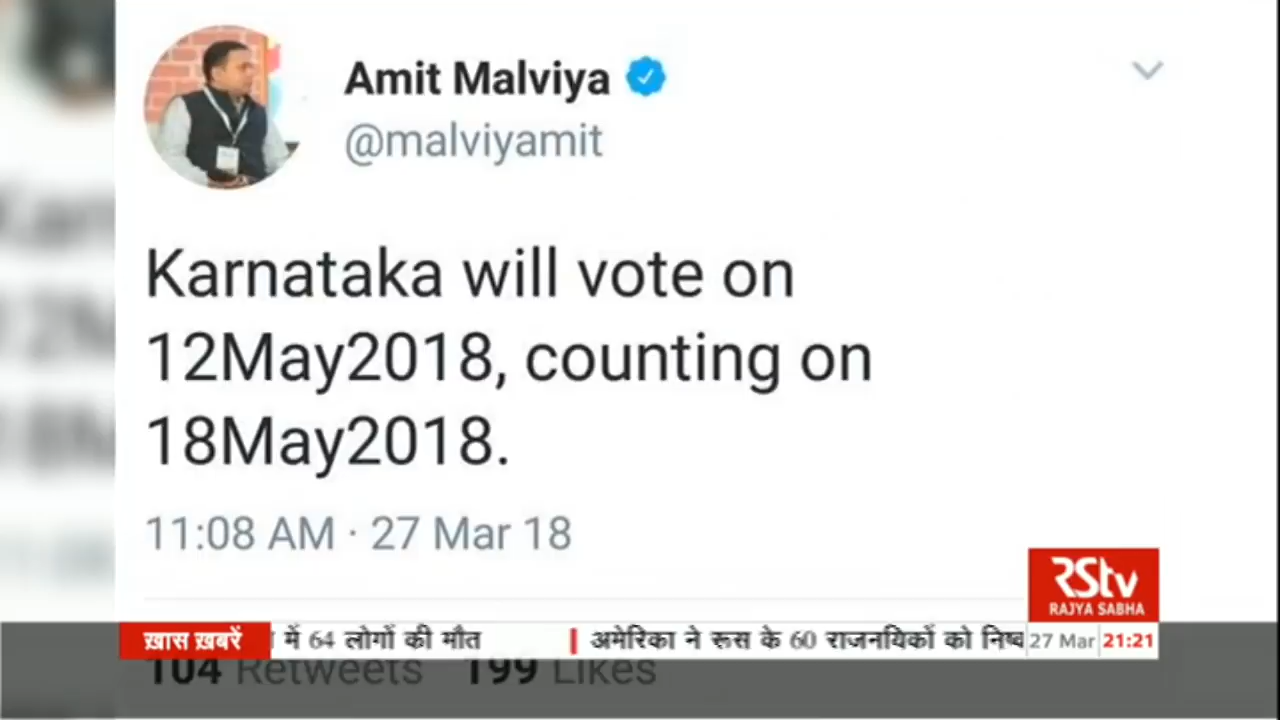 Amit Malviya
@malviyamit
Karnataka will vote on
12May2018, counting on
18May2018.
11:08 AM · 27 Mar 18
RStv
RAJYA SABHA
ख़ास ख़बरें में 64 लोगों की मौत | अमेरिका ने रूस के 60 राजनयिकों को 27 Mar 21:21
104 Retweets 199 Likes